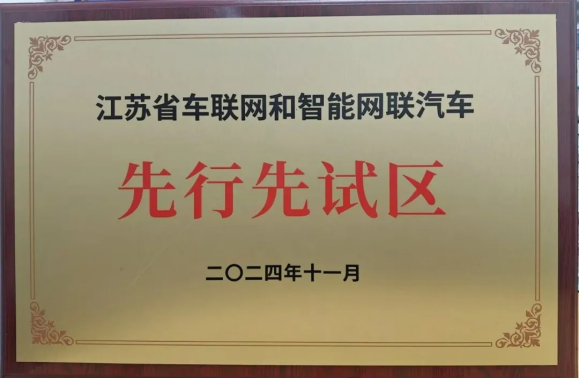 江苏省车联网和智能网联汽车
先行先试区
二〇二四年十一月